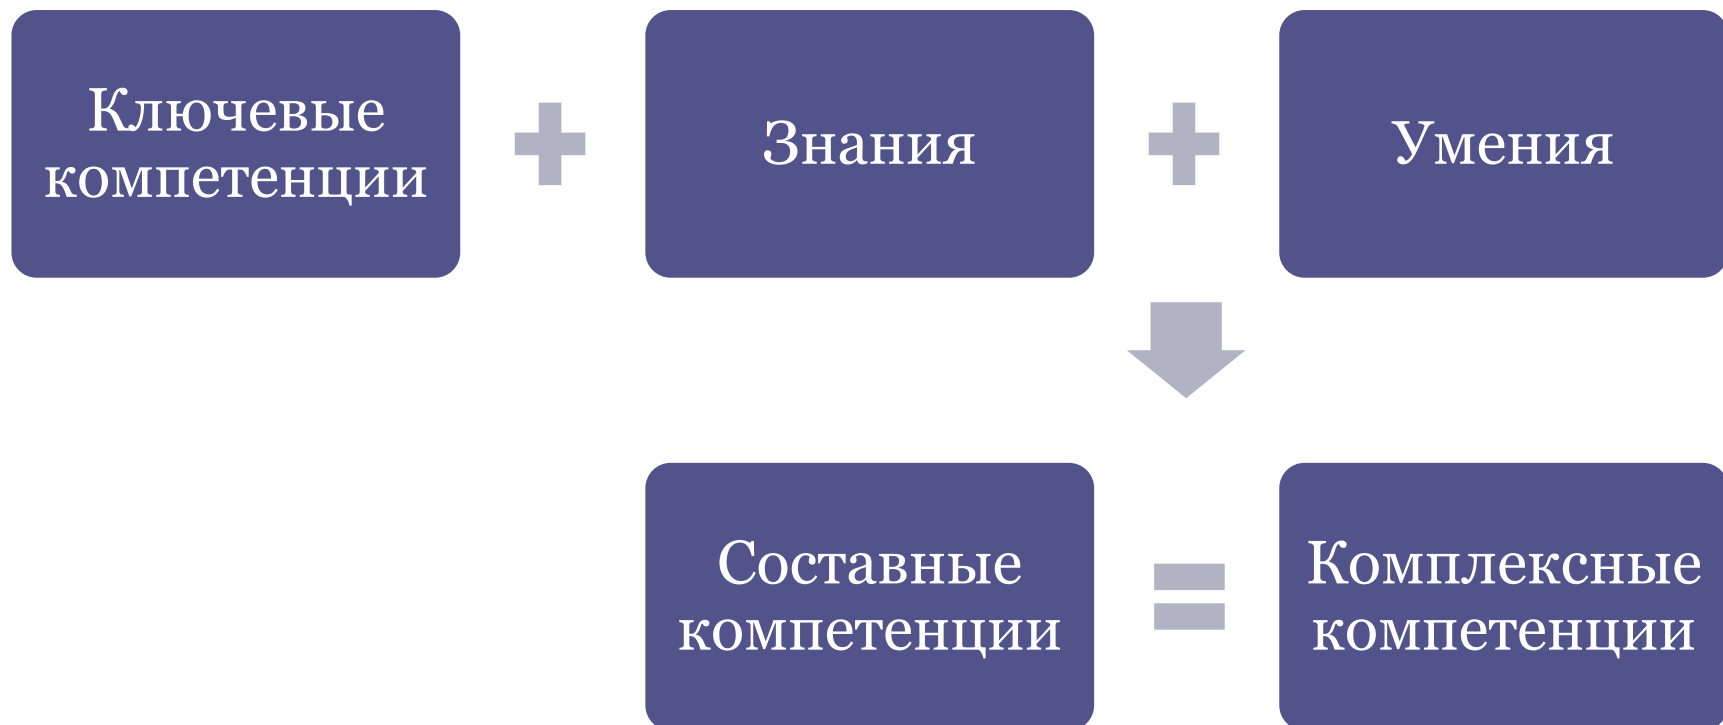 Ключевые
компетенции
Знания
Умения
Составные
компетенции
Комплексные
компетенции